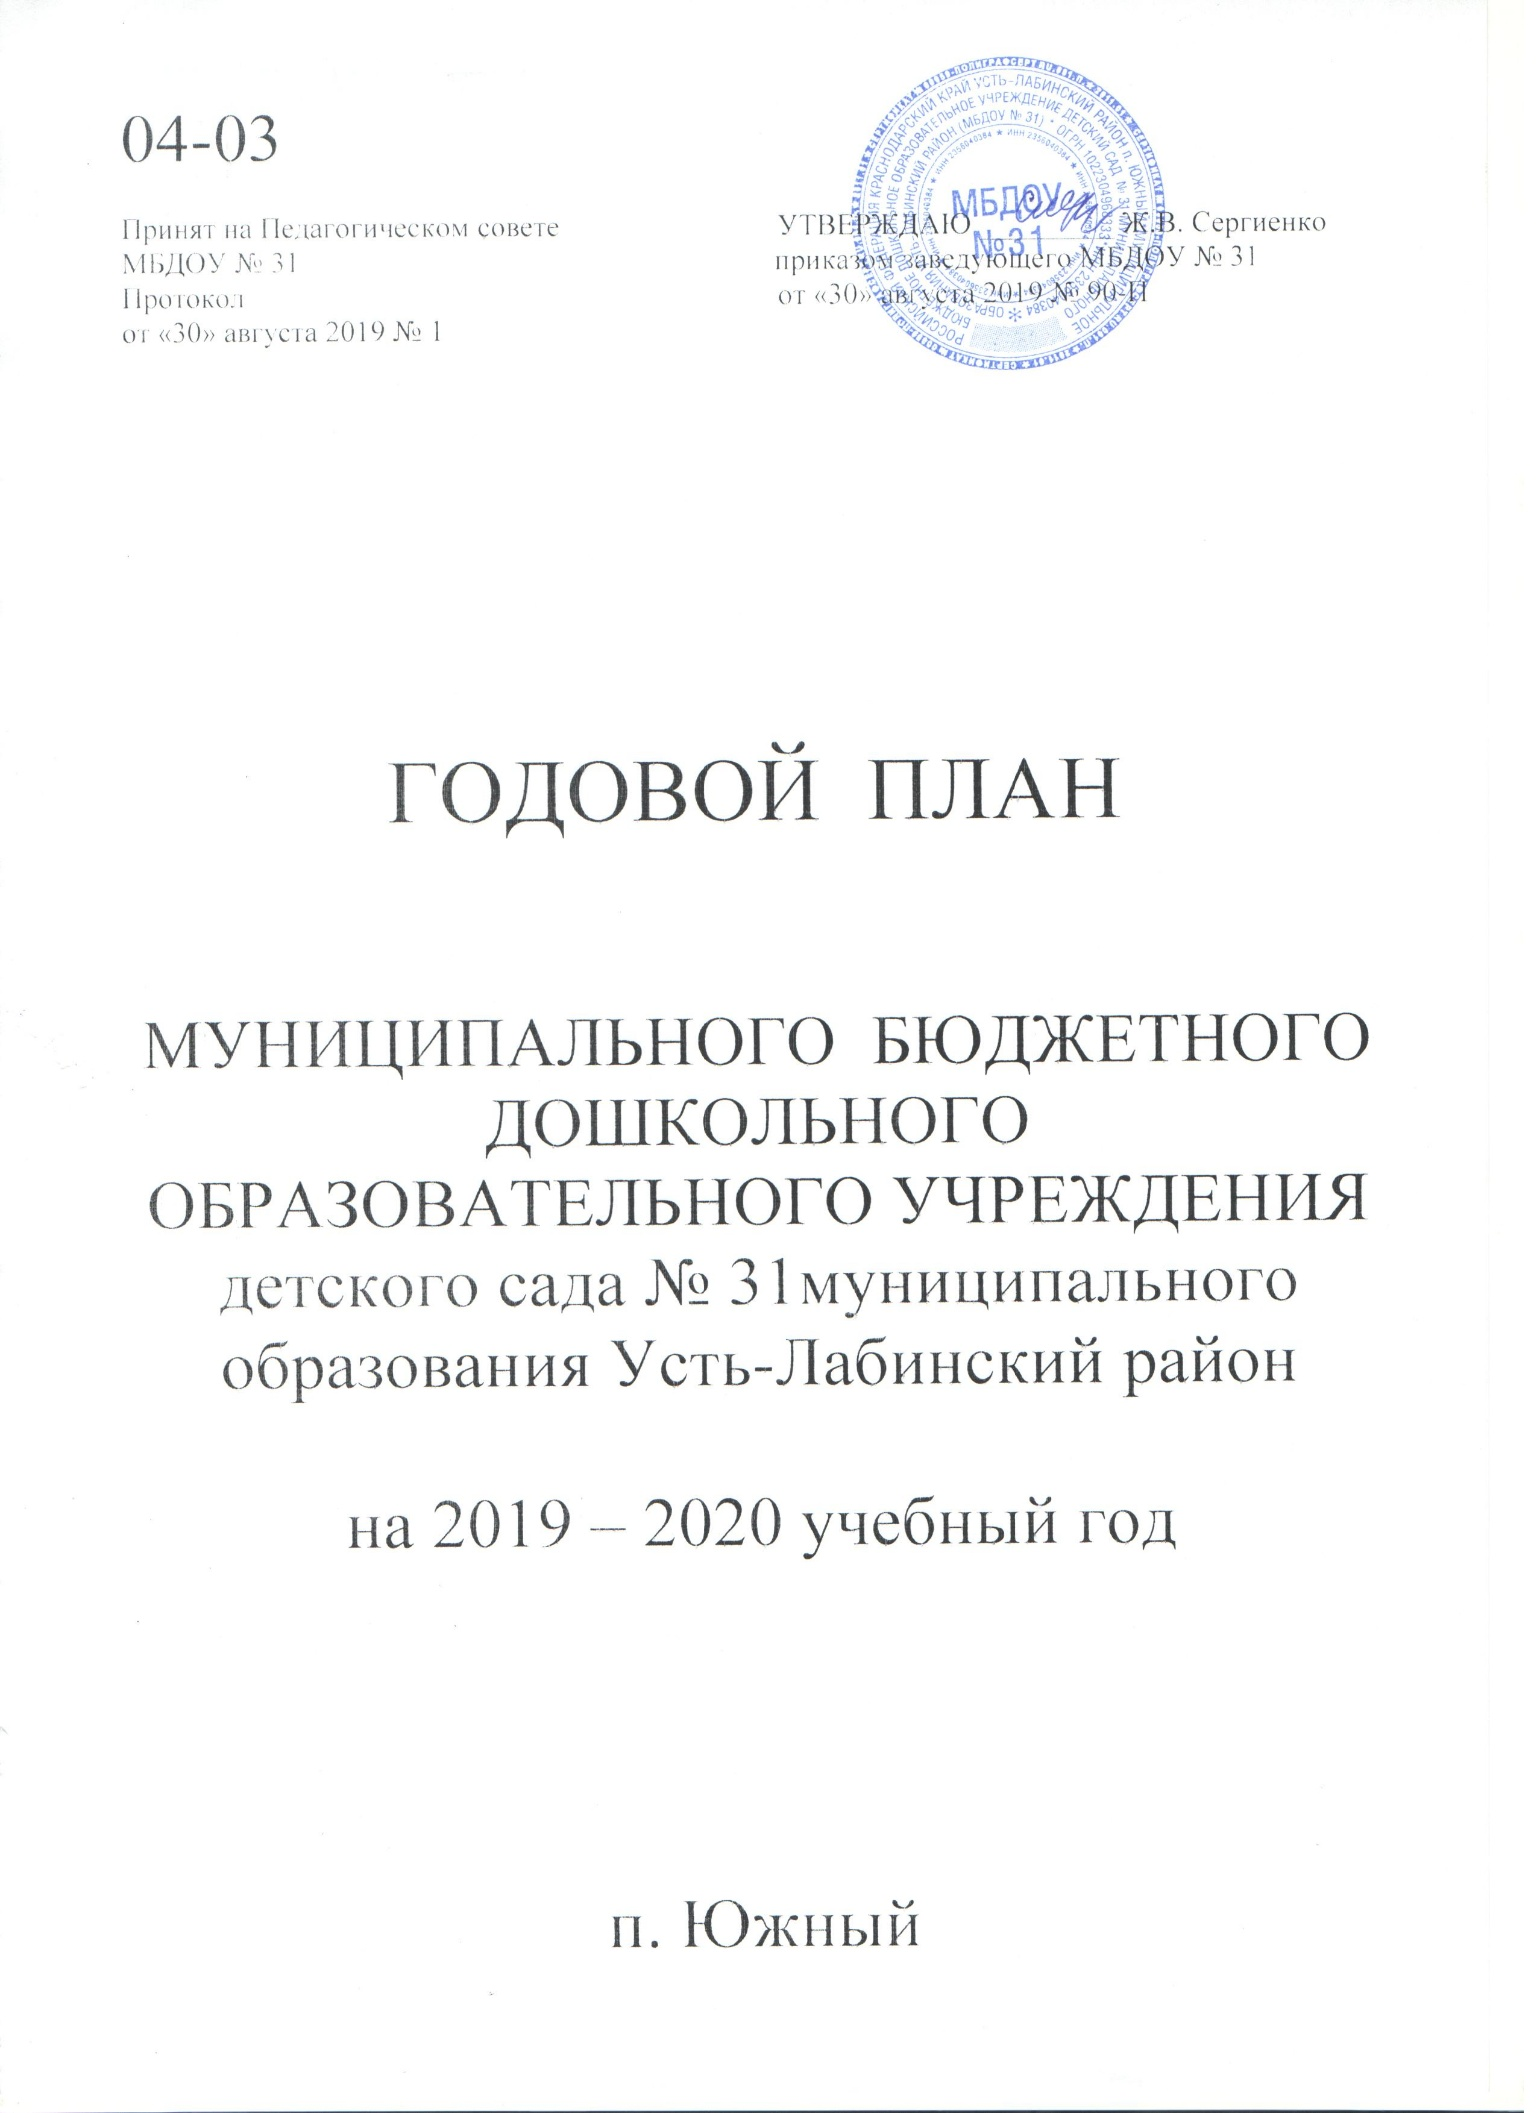 04-03
Принят на Педагогическом совете
МБДОУ № 31
Протокол
от «30» августа 2019 № 1
УТВЕРЖДАЮ Ж.В. Сергиенко
приказом заведующего МБДОУ № 31
от «30» августа 2019 № 90-П
МБДОУ
№31
ГОДОВОЙ ПЛАН
МУНИЦИПАЛЬНОГО БЮДЖЕТНОГО
ДОШКОЛЬНОГО
ОБРАЗОВАТЕЛЬНОГО УЧРЕЖДЕНИЯ
детского сада № 31муниципального
образования Усть-Лабинский район
на 2019 – 2020 учебный год
п. Южный